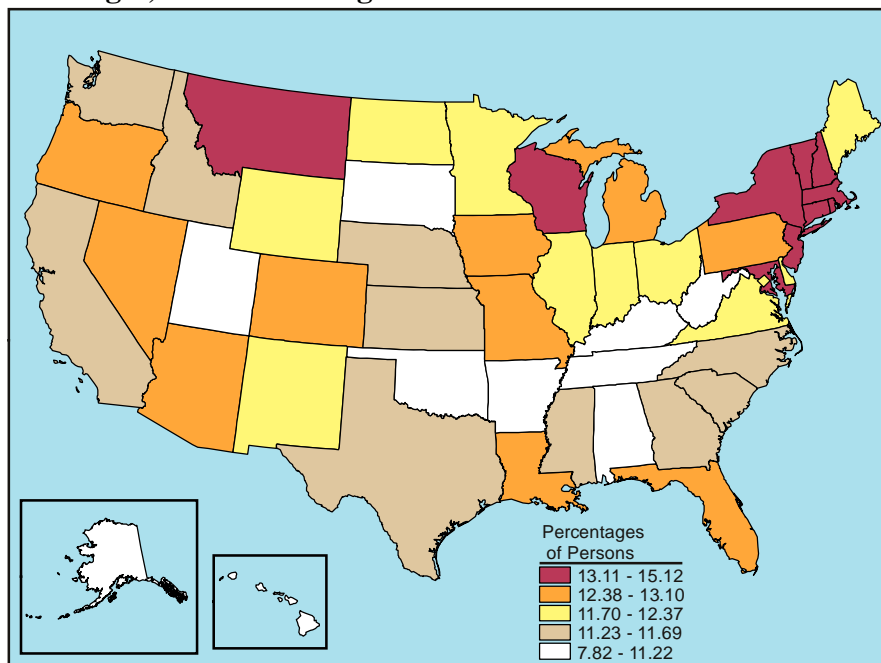 Percentages
of Persons
13.11 - 15.12
12.38 - 13.10
11.70 - 12.37
11.23 - 11.69
7.82 - 11.22